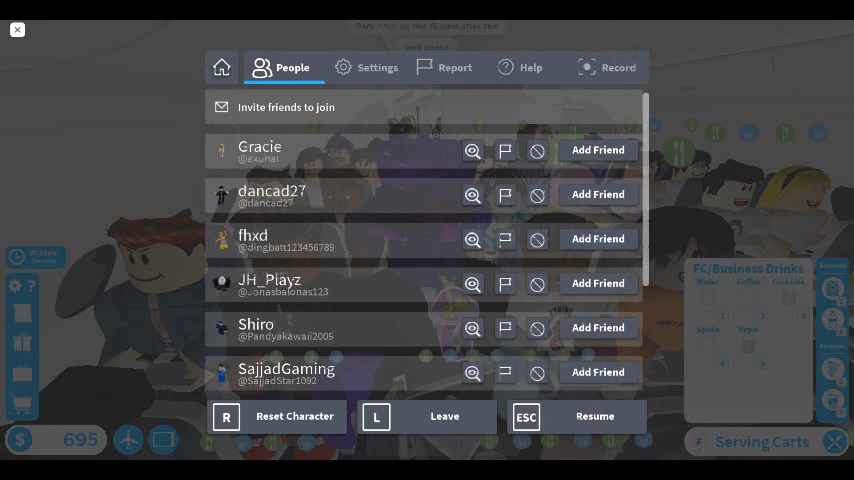 People
Settings
Report
Help
Record
Invite friends to join
Gracie
Add Friend
dancad27
@dancad27
Add Friend
fhxd
@dingbatt123456789
Add Friend
JH_Playz
@Jonasbalonas123
Add Friend
Shiro
@Pandyakawaii2005
Add Friend
SajjadGaming
@SajjadStar1092
Add Friend
R
Reset Character
L
Leave
ESC
Resume
FC/Business Drinks
Water
Coffee
Sprite
$
695
F
Serving Carts